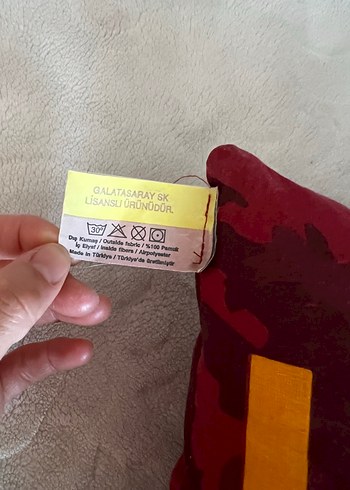 GALATASARAY SK
LİSANSLI ÜRÜNÜDÜR.
30°
Dış Kumaş / Outside fabric / %100 Pamuk
İç Elyaf / Inside fibers / Airpolyester
Made in Türkiye / Türkiye'de üretilmiştir